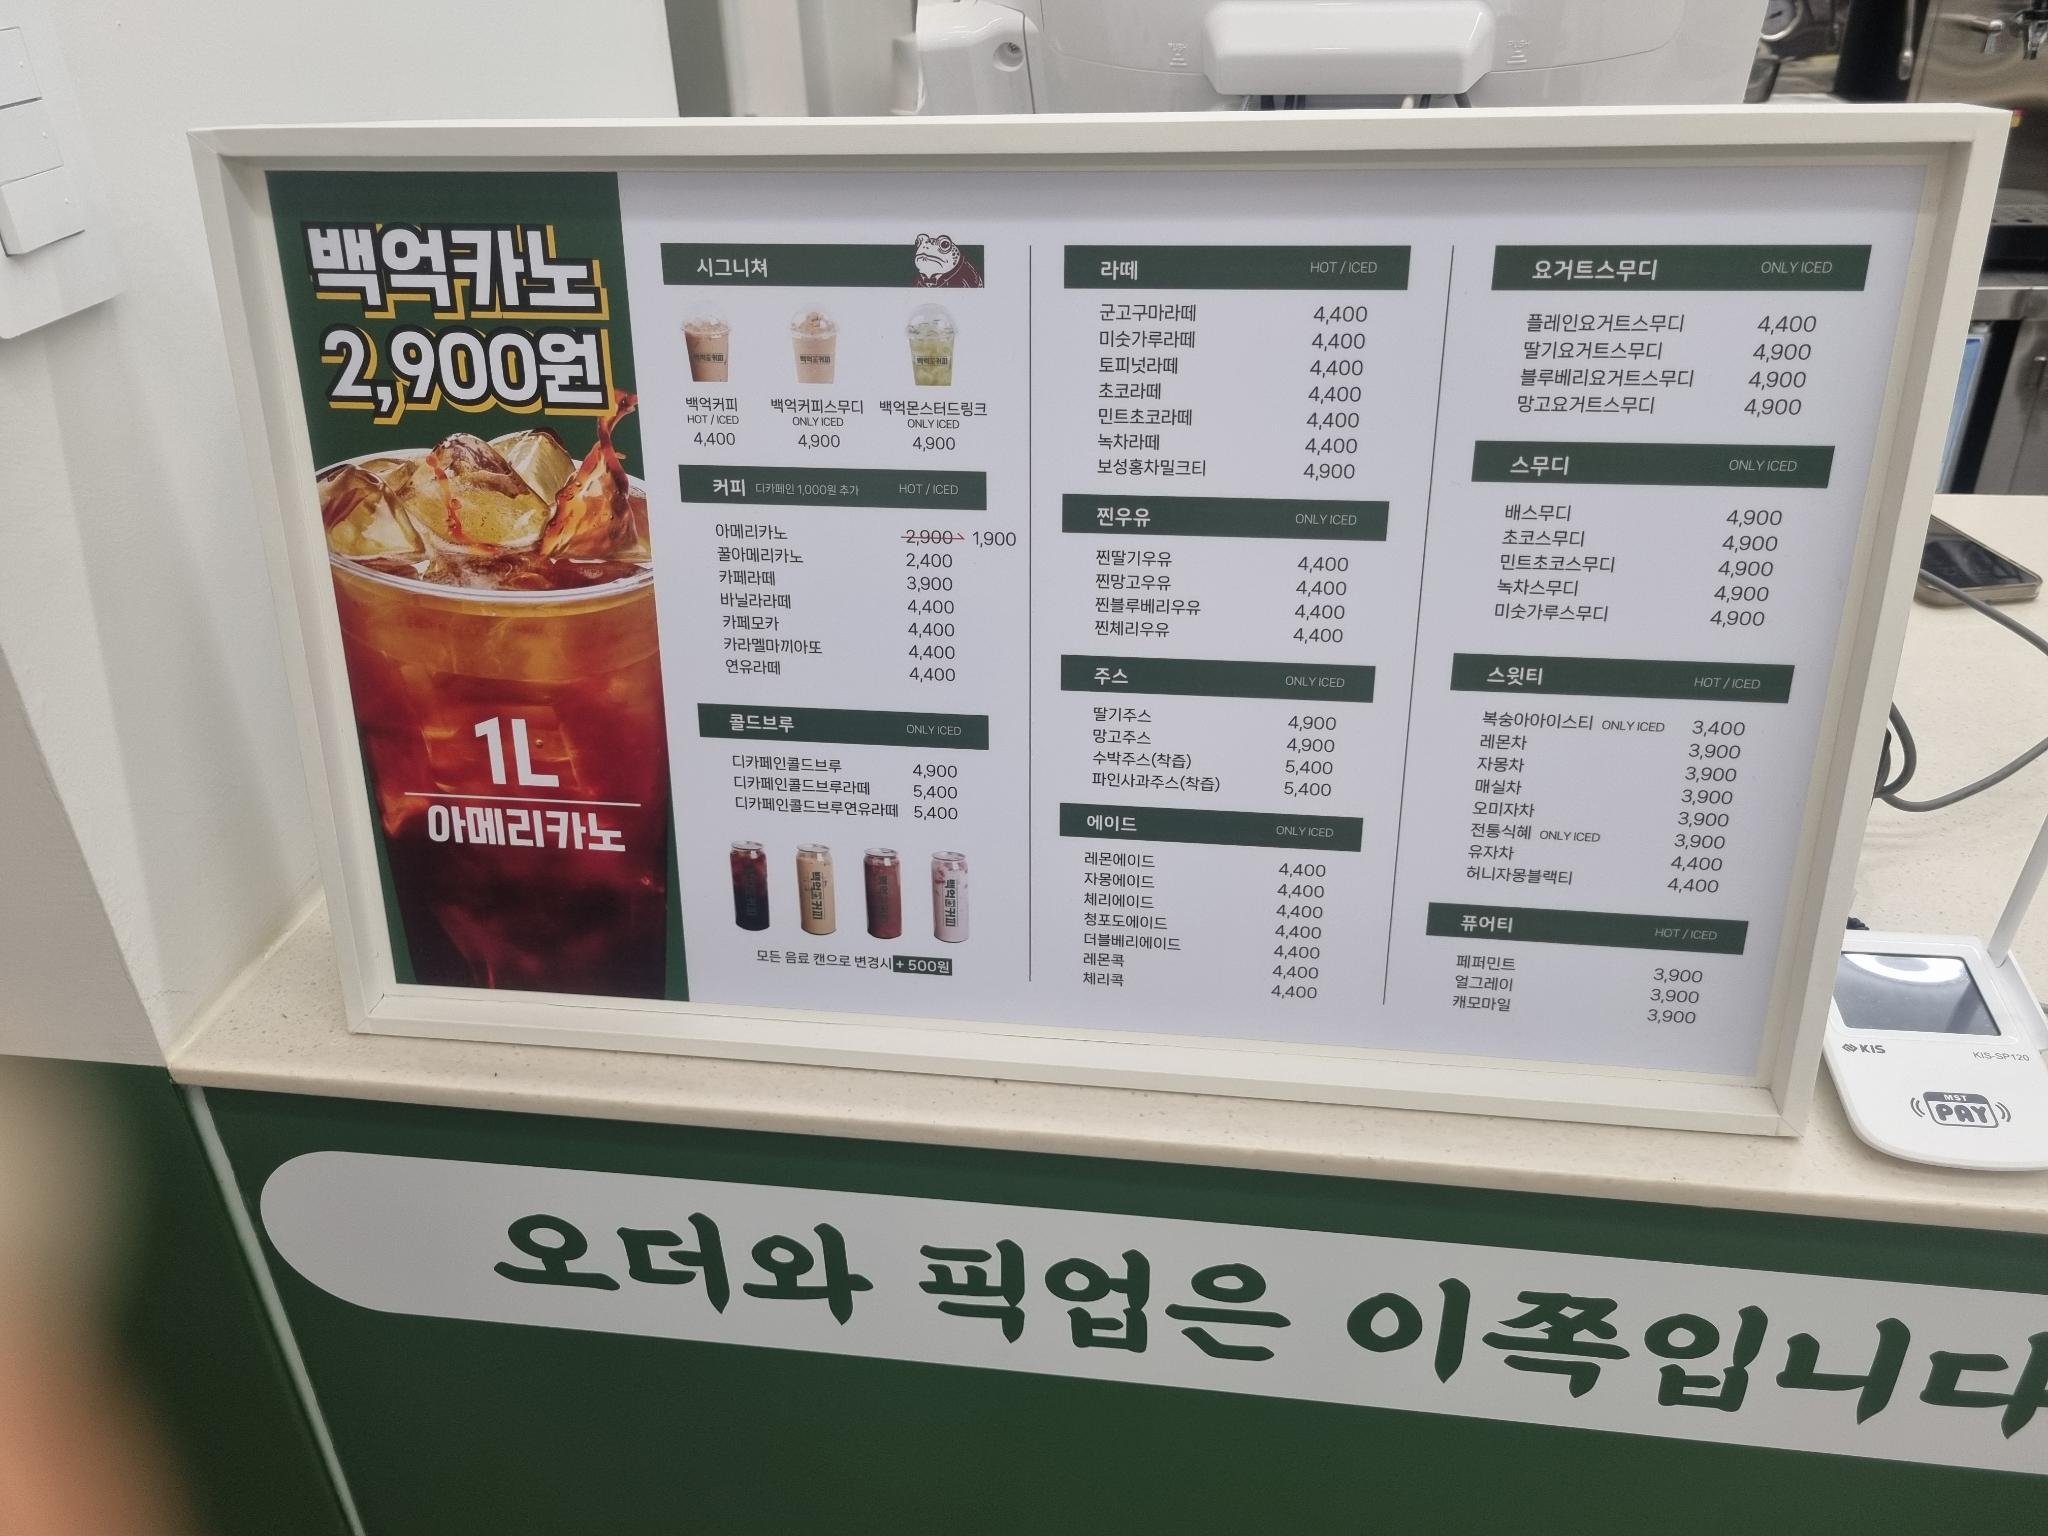 백억카노
2,900원
1L
아메리카노
시그니쳐
백억커피
HOT / ICED
4,400
백억커피스무디
ONLY ICED
4,900
백억몬스터드링크
ONLY ICED
4,900
커피 디카페인 1,000원 추가 HOT / ICED
아메리카노 2,900 1,900
꿀아메리카노 2,400
카페라떼 3,900
바닐라라떼 4,400
카페모카 4,400
카라멜마끼아또 4,400
연유라떼 4,400
콜드브루 ONLY ICED
디카페인콜드브루 4,900
디카페인콜드브루라떼 5,400
디카페인콜드브루연유라떼 5,400
백억커피
백억커피
백억커피
백억커피
모든 음료 캔으로 변경시 + 500원
라떼 HOT / ICED
군고구마라떼 4,400
미숫가루라떼 4,400
토피넛라떼 4,400
초코라떼 4,400
민트초코라떼 4,400
녹차라떼 4,400
보성홍차밀크티 4,900
찐우유 ONLY ICED
찐딸기우유 4,400
찐망고우유 4,400
찐블루베리우유 4,400
찐체리우유 4,400
주스 ONLY ICED
딸기주스 4,900
망고주스 4,900
수박주스(착즙) 5,400
파인사과주스(착즙) 5,400
에이드 ONLY ICED
레몬에이드 4,400
자몽에이드 4,400
체리에이드 4,400
청포도에이드 4,400
더블베리에이드 4,400
레몬콕 4,400
체리콕 4,400
요거트스무디 ONLY ICED
플레인요거트스무디 4,400
딸기요거트스무디 4,900
블루베리요거트스무디 4,900
망고요거트스무디 4,900
스무디 ONLY ICED
배스무디 4,900
초코스무디 4,900
민트초코스무디 4,900
녹차스무디 4,900
미숫가루스무디 4,900
스윗티 HOT / ICED
복숭아아이스티 ONLY ICED 3,400
레몬차 3,900
자몽차 3,900
매실차 3,900
오미자차 3,900
전통식혜 ONLY ICED 3,900
유자차 4,400
허니자몽블랙티 4,400
퓨어티 HOT / ICED
페퍼민트 3,900
얼그레이 3,900
캐모마일 3,900
KIS
KIS-SP120
MST
PAY
오더와 픽업은 이쪽입니다